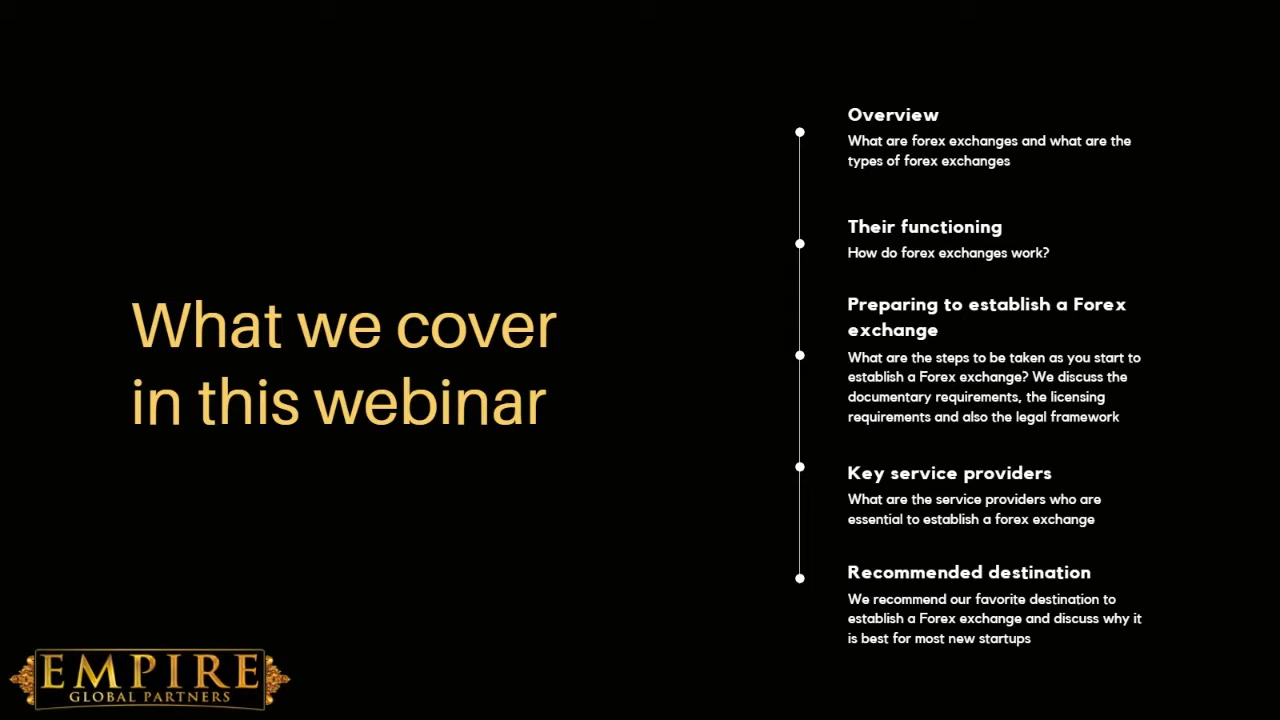 What we cover
in this webinar
Overview
What are forex exchanges and what are the
types of forex exchanges
Their functioning
How do forex exchanges work?
Preparing to establish a Forex
exchange
What are the steps to be taken as you start to
establish a Forex exchange? We discuss the
documentary requirements, the licensing
requirements and also the legal framework
Key service providers
What are the service providers who are
essential to establish a forex exchange
Recommended destination
We recommend our favorite destination to
establish a Forex exchange and discuss why it
is best for most new startups
EMPIRE
GLOBAL PARTNERS